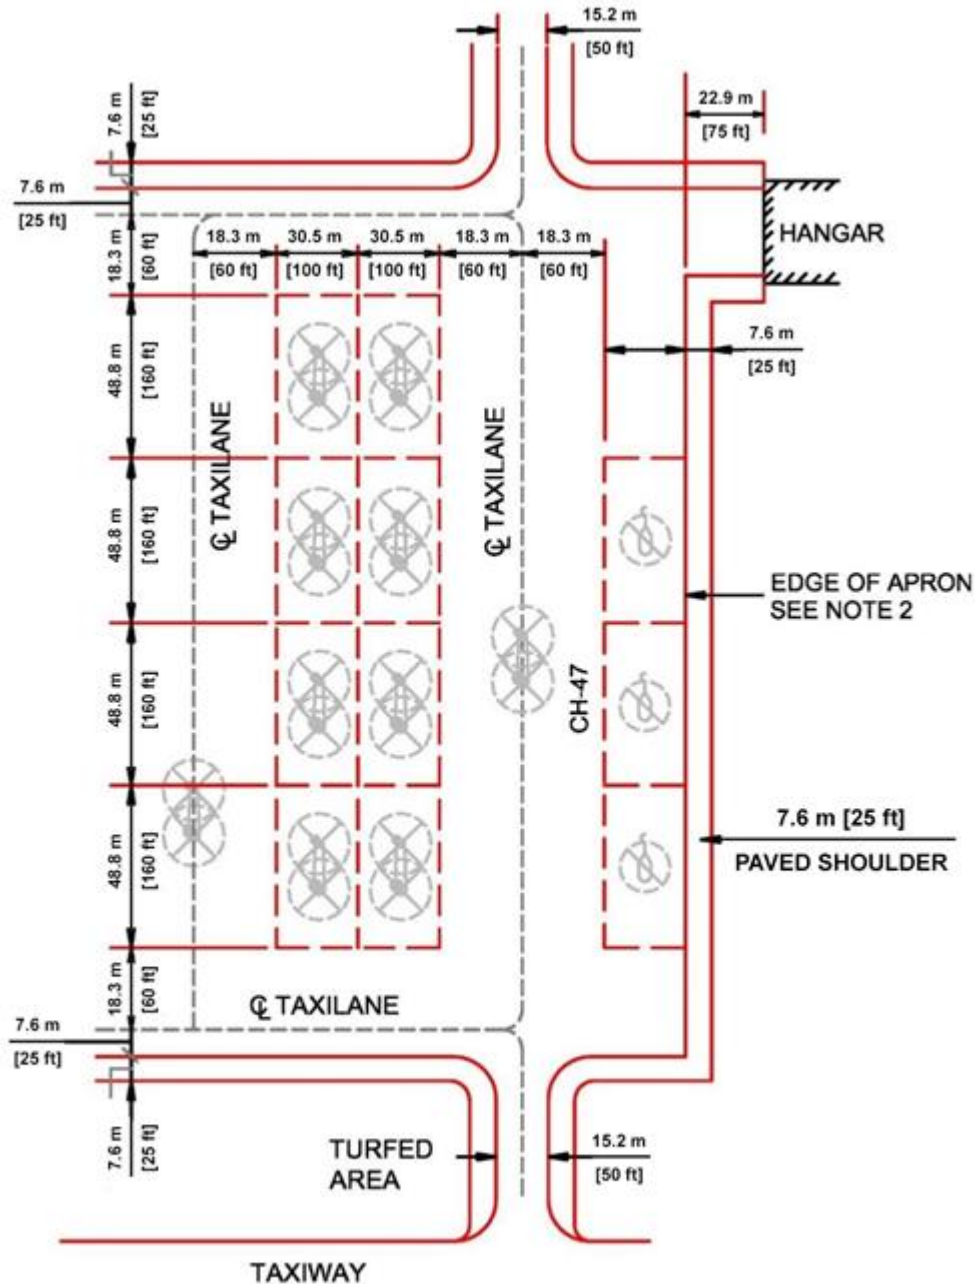 15.2 m
[50 ft]
22.9 m
[75 ft]
7.6 m
[25 ft]
7.6 m
[25 ft]
HANGAR
18.3 m
[60 ft]
18.3 m
[60 ft]
30.5 m
[100 ft]
30.5 m
[100 ft]
18.3 m
[60 ft]
18.3 m
[60 ft]
7.6 m
[25 ft]
48.8 m
[160 ft]
℄ TAXILANE
℄ TAXILANE
48.8 m
[160 ft]
EDGE OF APRON
SEE NOTE 2
48.8 m
[160 ft]
CH-47
48.8 m
[160 ft]
7.6 m [25 ft]
PAVED SHOULDER
18.3 m
[60 ft]
℄ TAXILANE
7.6 m
[25 ft]
7.6 m
[25 ft]
TURFED
AREA
15.2 m
[50 ft]
TAXIWAY